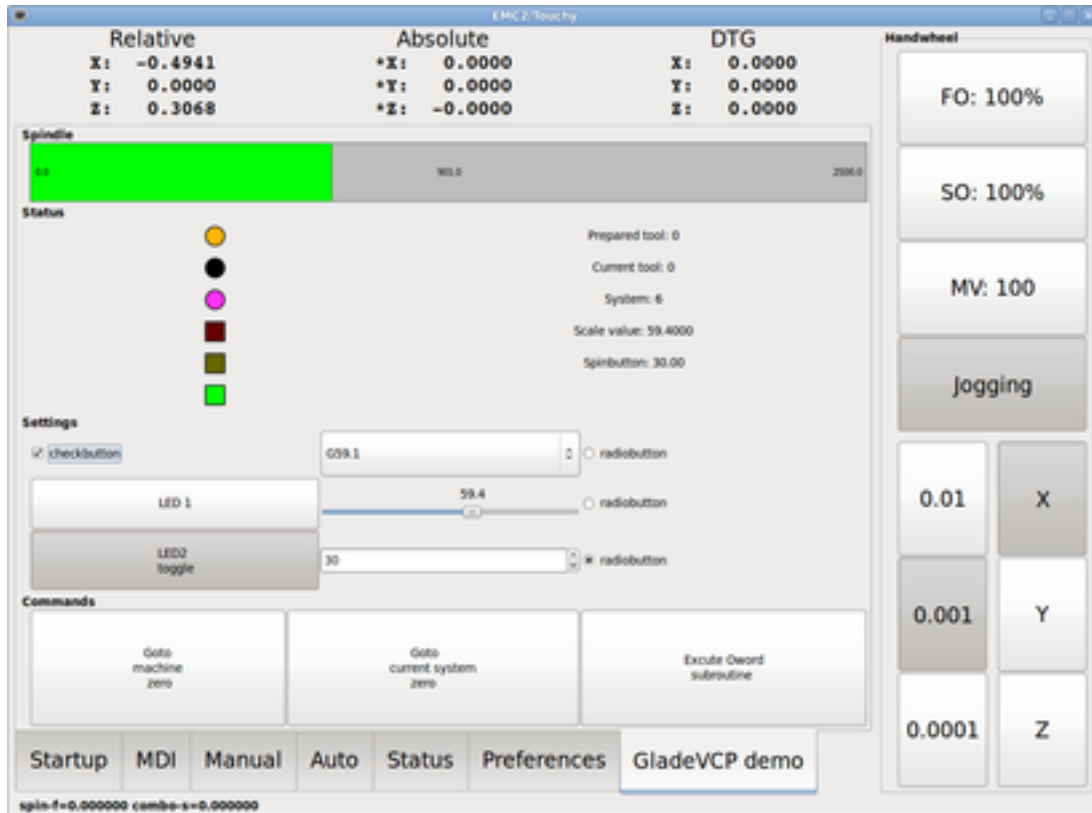 EMC2/Touchy
Relative Absolute DTG
X: -0.4941 *X: 0.0000 X: 0.0000
Y: 0.0000 *Y: 0.0000 Y: 0.0000
Z: 0.3068 *Z: -0.0000 Z: 0.0000
Spindle
0.0 901.0 2500.0
Status
Prepared tool: 0
Current tool: 0
System: 6
Scale value: 59.4000
Spinbutton: 30.00
Settings
checkbutton G59.1 radiobutton
LED 1 59.4 radiobutton
LED2
toggle
30 radiobutton
Commands
Goto
machine
zero
Goto
current system
zero
Excute Oword
subroutine
Startup MDI Manual Auto Status Preferences GladeVCP demo
spin-f=0.000000 combo-s=0.000000
Handwheel
FO: 100%
SO: 100%
MV: 100
Jogging
0.01 X
0.001 Y
0.0001 Z